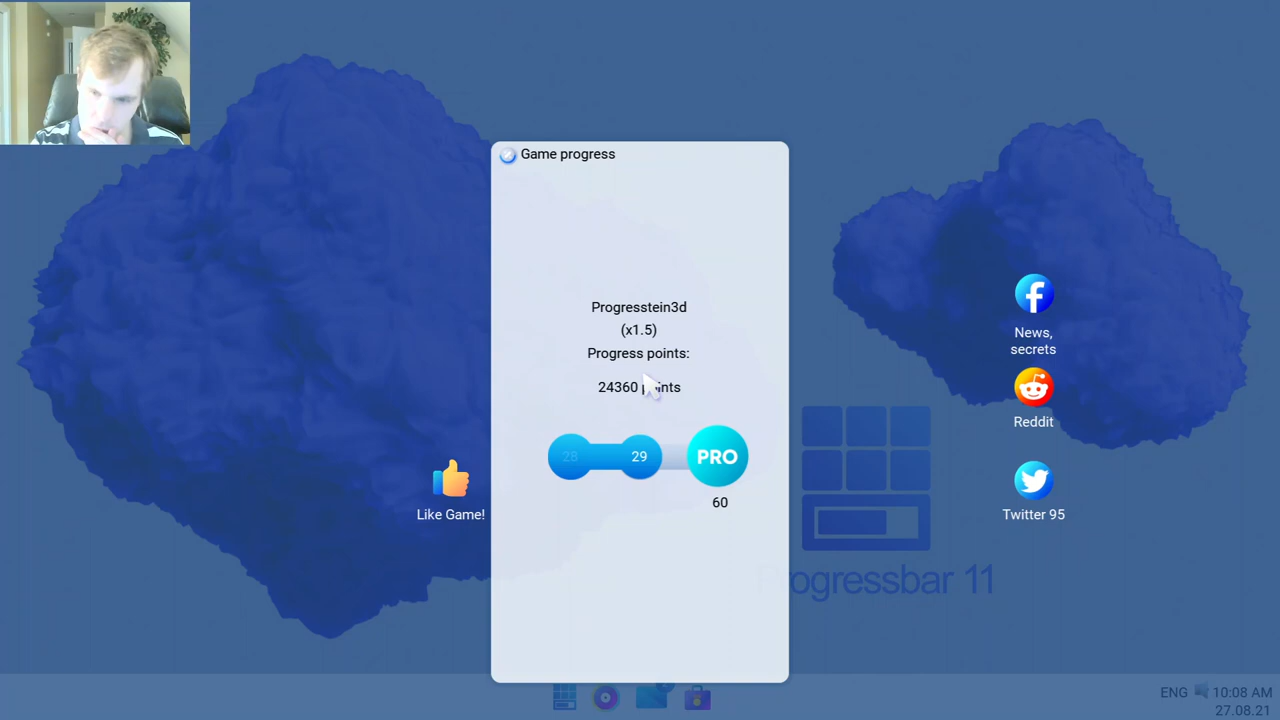 Game progress
Progresstein3d
(x1.5)
Progress points:
24360 points
28
29
PRO
60
Like Game!
News,
secrets
Reddit
Twitter 95
Progressbar 11
ENG
10:08 AM
27.08.21